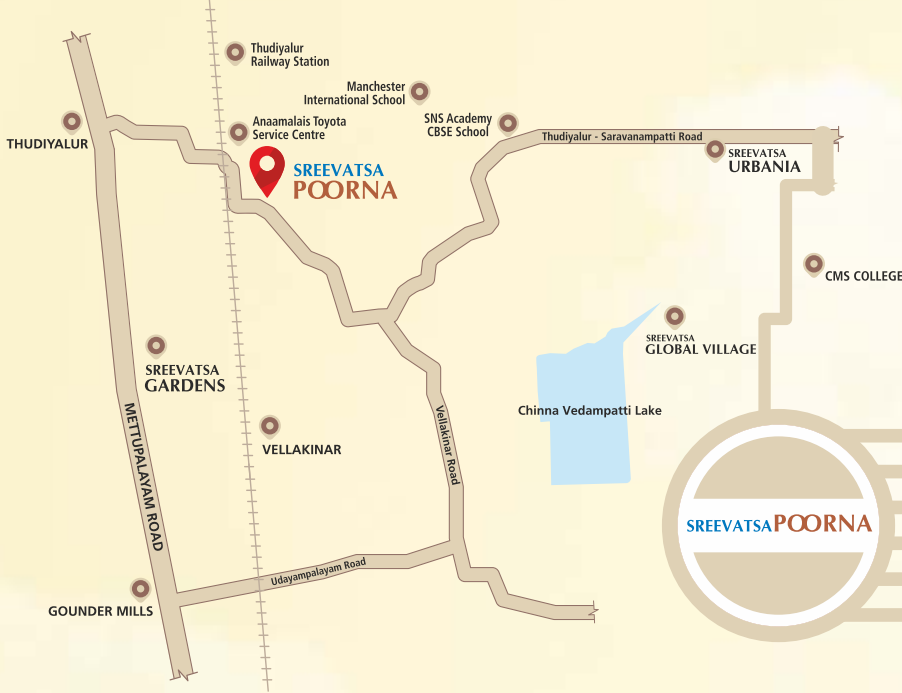 Thudiyalur
Railway Station
Manchester
International School
Anaamalais Toyota
Service Centre
SNS Academy
CBSE School
THUDIYALUR
Thudiyalur - Saravanampatti Road
SREEVATSA
URBANIA
SREEVATSA
POORNA
CMS COLLEGE
SREEVATSA
GLOBAL VILLAGE
SREEVATSA
GARDENS
METTUPALAYAM ROAD
Chinna Vedampatti Lake
Vellakinar Road
VELLAKINAR
SREEVATSA POORNA
Udayampalayam Road
GOUNDER MILLS